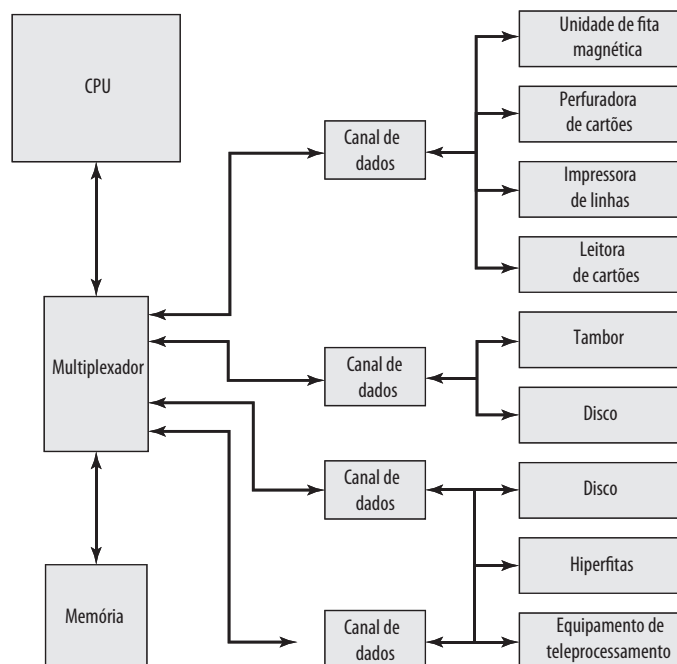 CPU
Multiplexador
Memória
Canal de
dados
Canal de
dados
Canal de
dados
Canal de
dados
Unidade de fita
magnética
Perfuradora
de cartões
Impressora
de linhas
Leitora
de cartões
Tambor
Disco
Disco
Hiperfitas
Equipamento de
teleprocessamento